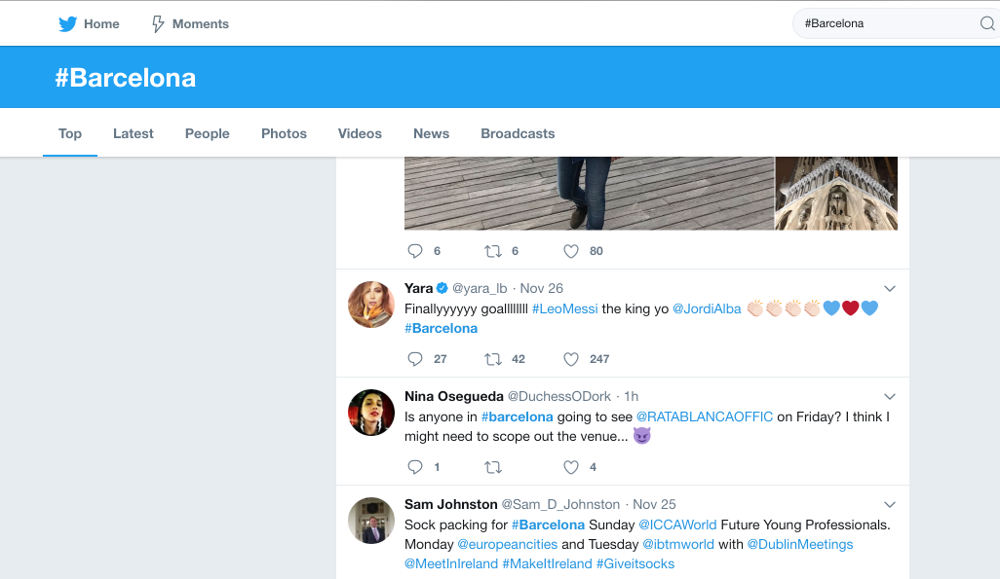 Home Moments #Barcelona
#Barcelona
Top Latest People Photos Videos News Broadcasts
6 6 80
Yara @yara_lb · Nov 26
Finallyyyyyy goalllllllll #LeoMessi the king yo @JordiAlba 👏🏻👏🏻👏🏻👏🏻💙❤️💙
#Barcelona
27 42 247
Nina Osegueda @DuchessODork · 1h
Is anyone in #barcelona going to see @RATABLANCAOFFIC on Friday? I think I
might need to scope out the venue... 😈
1 4
Sam Johnston @Sam_D_Johnston · Nov 25
Sock packing for #Barcelona Sunday @ICCAWorld Future Young Professionals.
Monday @europeancities and Tuesday @ibtmworld with @DublinMeetings
@MeetInIreland #MakeItIreland #Giveitsocks